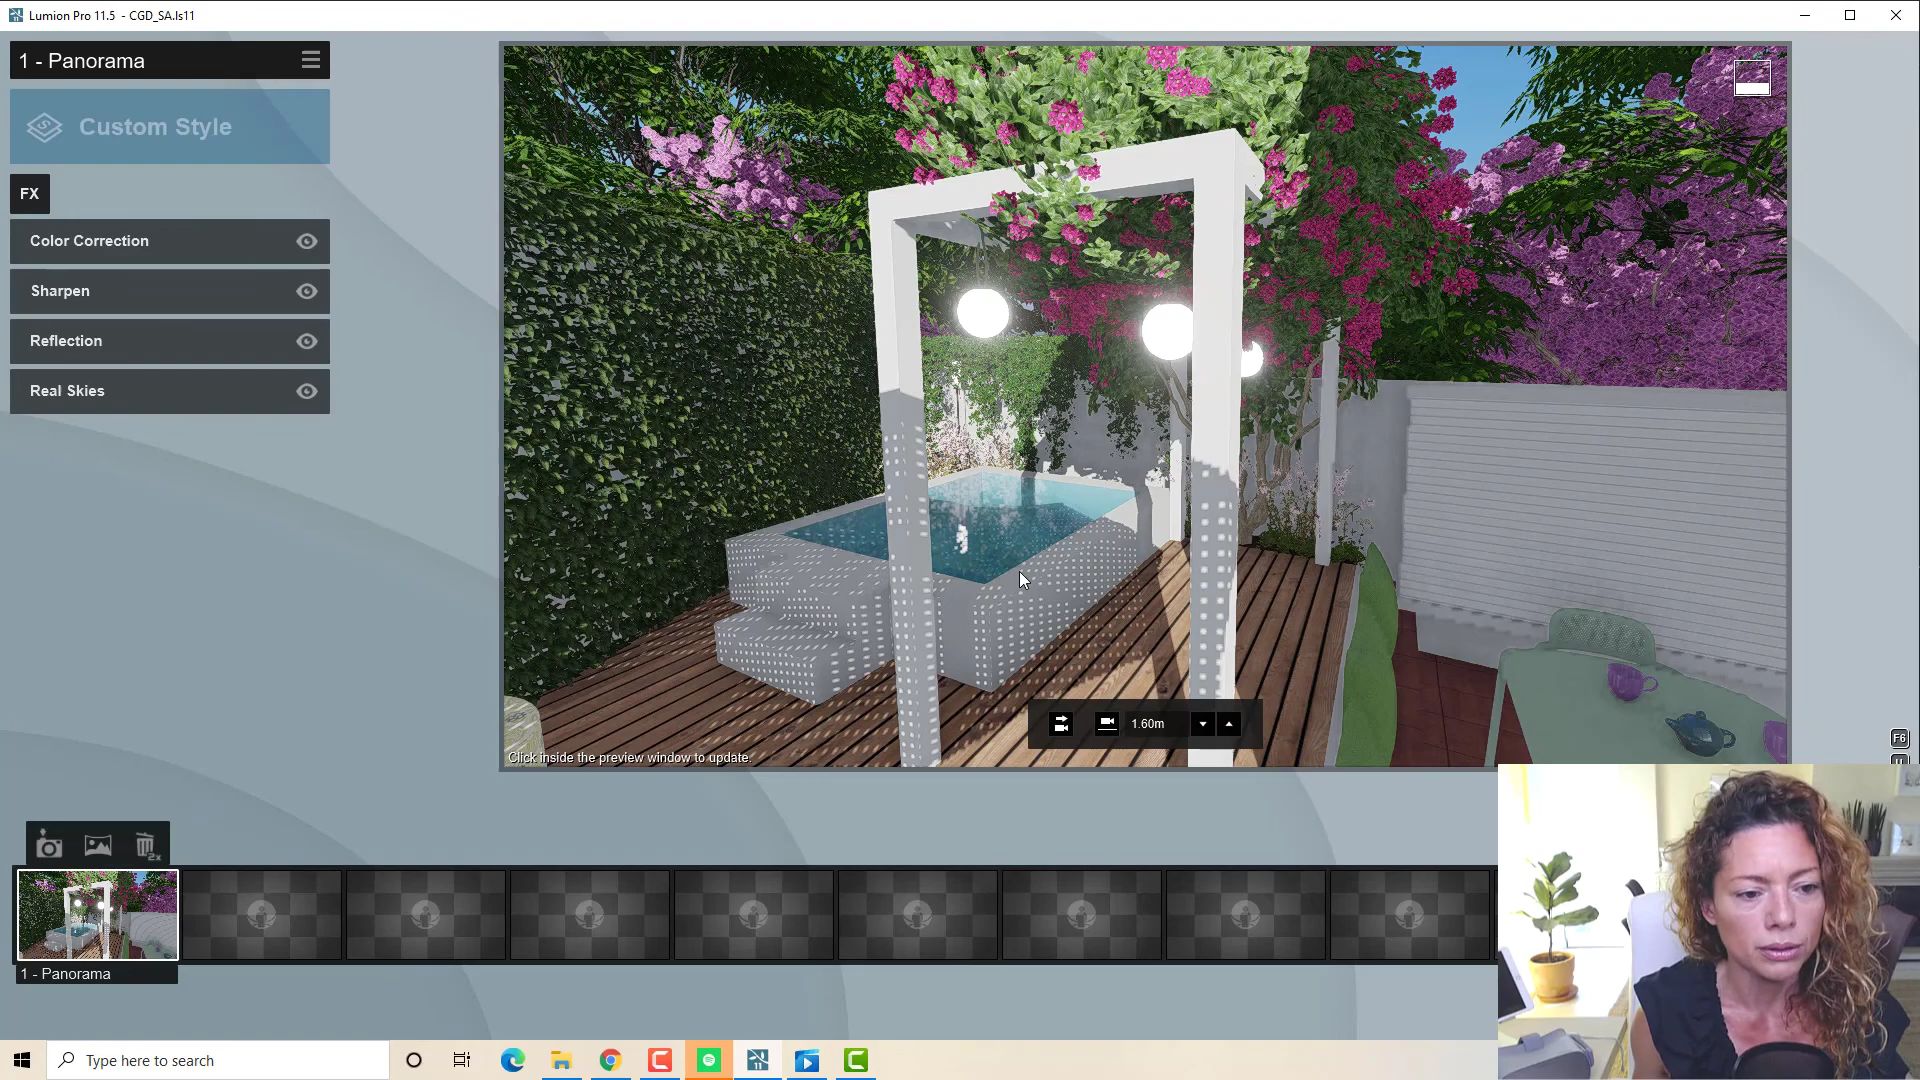 Lumion Pro 11.5 - CGD_SA.ls11
1 - Panorama
Custom Style
FX
Color Correction
Sharpen
Reflection
Real Skies
1.60m
Click inside the preview window to update.
F6
2x
1 - Panorama
Type here to search